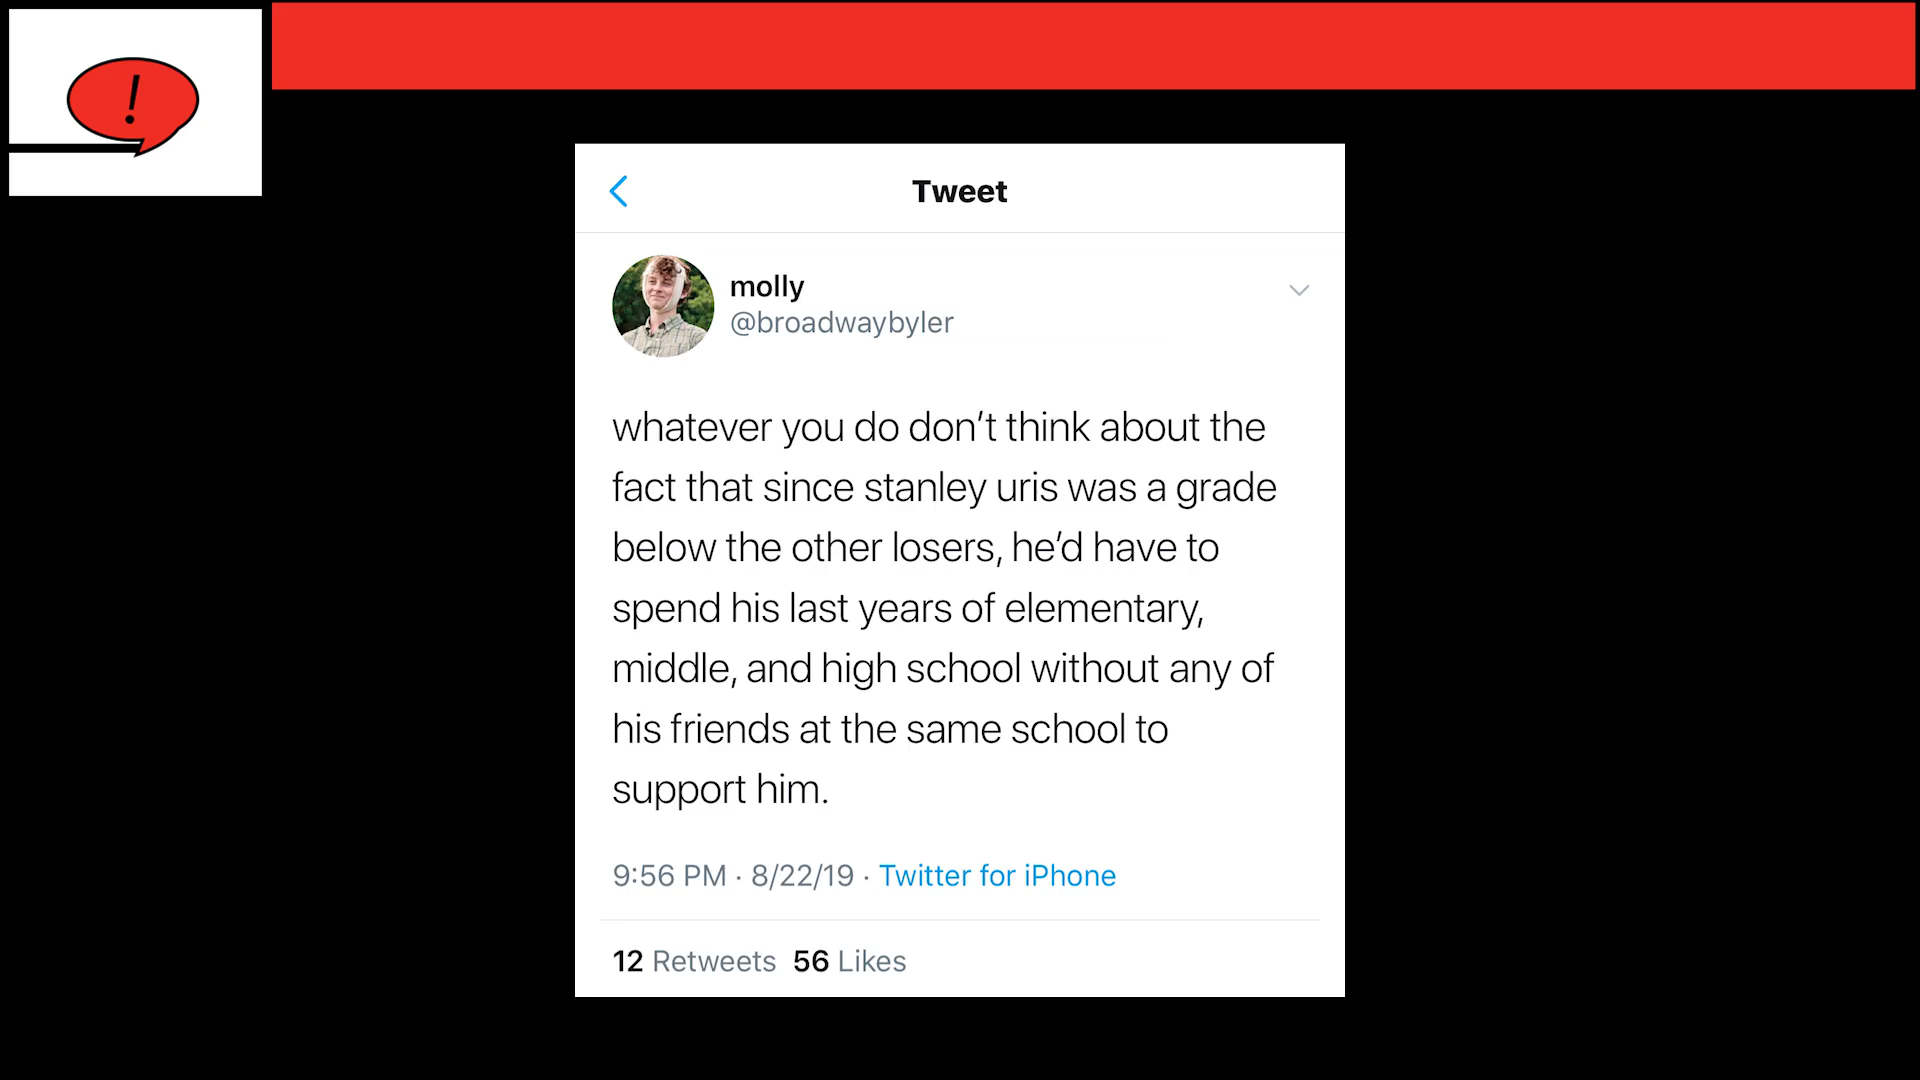 !
Tweet
molly
@broadwaybyler
whatever you do don’t think about the
fact that since stanley uris was a grade
below the other losers, he’d have to
spend his last years of elementary,
middle, and high school without any of
his friends at the same school to
support him.
9:56 PM · 8/22/19 · Twitter for iPhone
12 Retweets 56 Likes